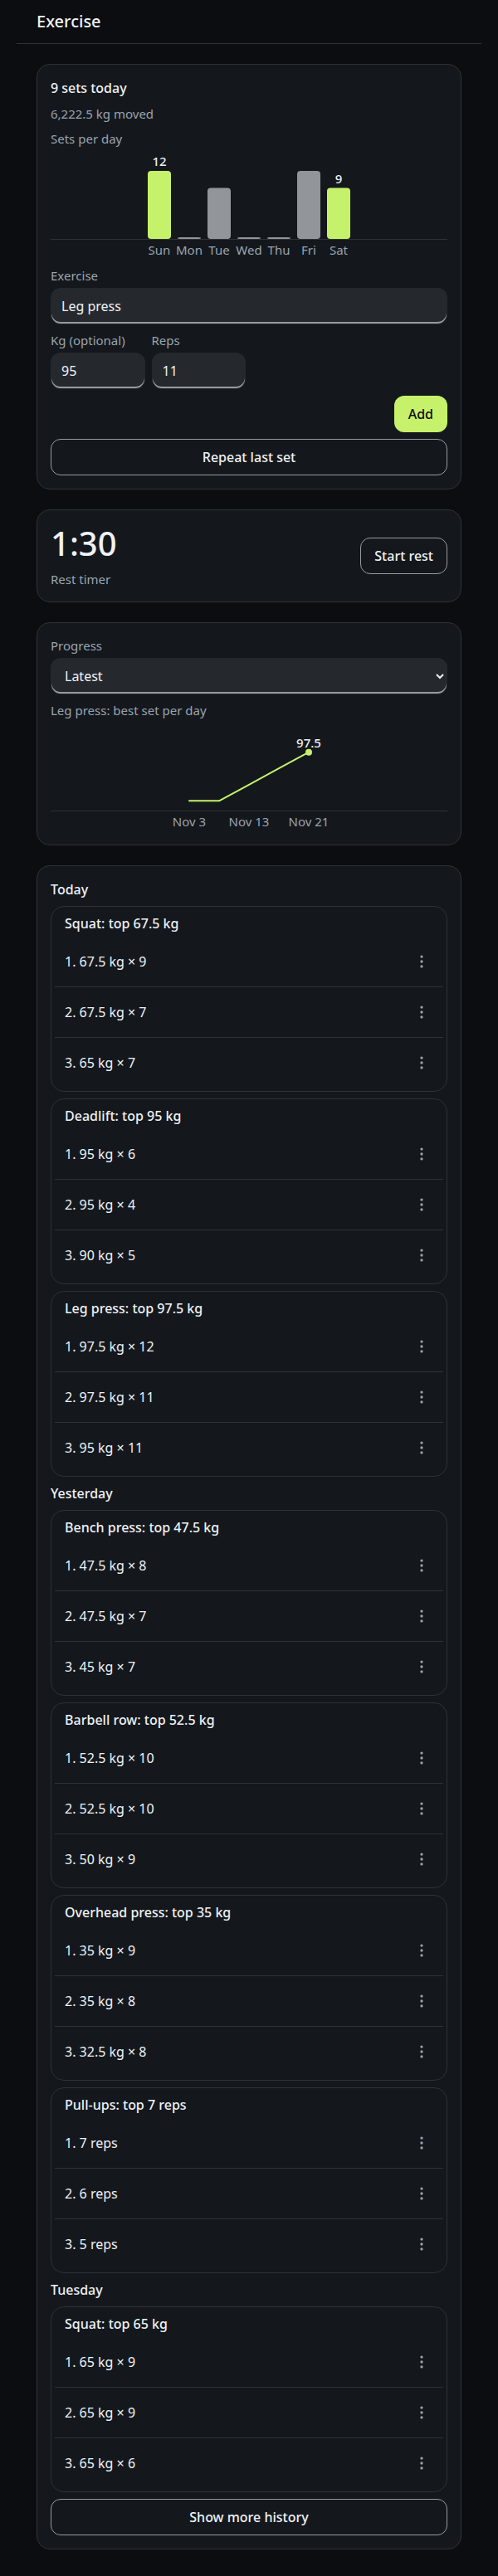 Exercise
9 sets today
6,222.5 kg moved
Sets per day
12
9
Sun Mon Tue Wed Thu Fri Sat
Exercise
Leg press
Kg (optional) Reps
95 11
Add
Repeat last set
1:30
Start rest
Rest timer
Progress
Latest
Leg press: best set per day
97.5
Nov 3 Nov 13 Nov 21
Today
Squat: top 67.5 kg
1. 67.5 kg × 9
2. 67.5 kg × 7
3. 65 kg × 7
Deadlift: top 95 kg
1. 95 kg × 6
2. 95 kg × 4
3. 90 kg × 5
Leg press: top 97.5 kg
1. 97.5 kg × 12
2. 97.5 kg × 11
3. 95 kg × 11
Yesterday
Bench press: top 47.5 kg
1. 47.5 kg × 8
2. 47.5 kg × 7
3. 45 kg × 7
Barbell row: top 52.5 kg
1. 52.5 kg × 10
2. 52.5 kg × 10
3. 50 kg × 9
Overhead press: top 35 kg
1. 35 kg × 9
2. 35 kg × 8
3. 32.5 kg × 8
Pull-ups: top 7 reps
1. 7 reps
2. 6 reps
3. 5 reps
Tuesday
Squat: top 65 kg
1. 65 kg × 9
2. 65 kg × 9
3. 65 kg × 6
Show more history